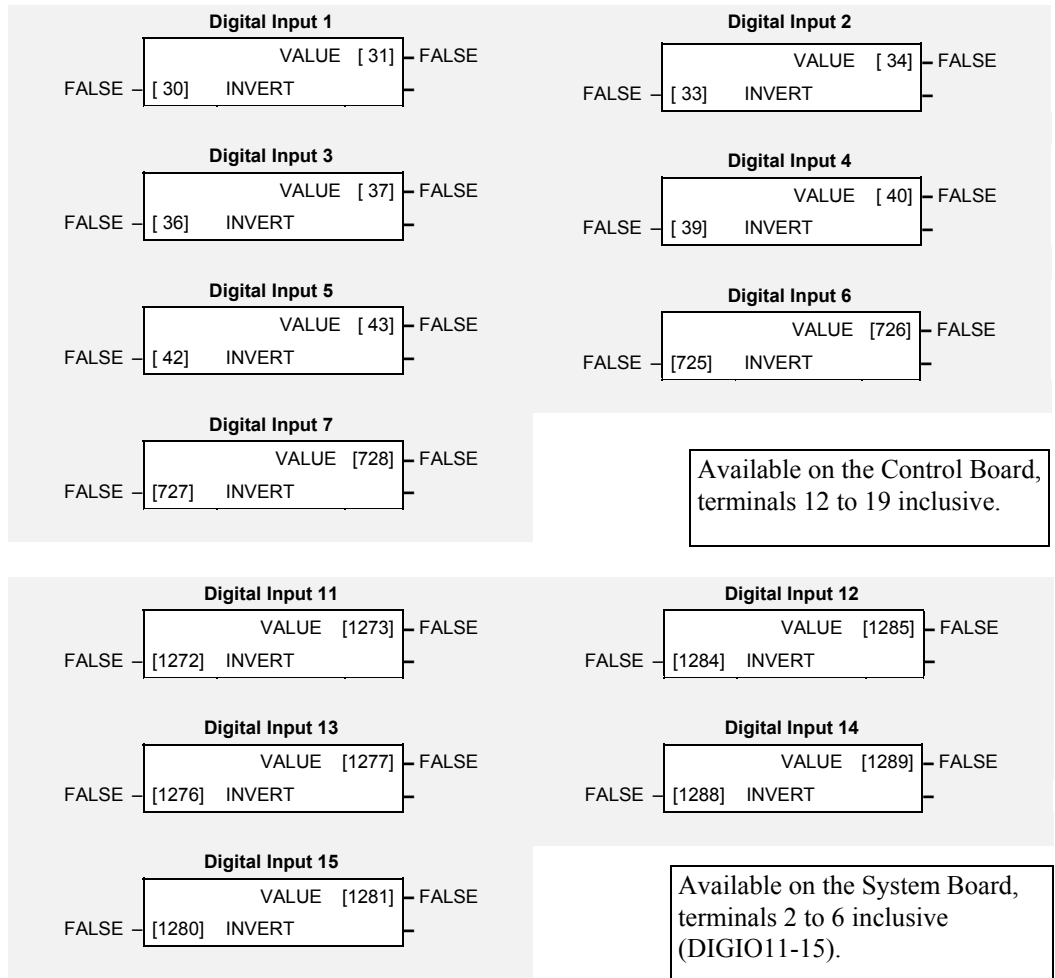 Digital Input 1
VALUE [ 31] – FALSE
FALSE – [ 30] INVERT –
Digital Input 2
VALUE [ 34] – FALSE
FALSE – [ 33] INVERT –
Digital Input 3
VALUE [ 37] – FALSE
FALSE – [ 36] INVERT –
Digital Input 4
VALUE [ 40] – FALSE
FALSE – [ 39] INVERT –
Digital Input 5
VALUE [ 43] – FALSE
FALSE – [ 42] INVERT –
Digital Input 6
VALUE [726] – FALSE
FALSE – [725] INVERT –
Digital Input 7
VALUE [728] – FALSE
FALSE – [727] INVERT –
Available on the Control Board,
terminals 12 to 19 inclusive.
Digital Input 11
VALUE [1273] – FALSE
FALSE – [1272] INVERT –
Digital Input 12
VALUE [1285] – FALSE
FALSE – [1284] INVERT –
Digital Input 13
VALUE [1277] – FALSE
FALSE – [1276] INVERT –
Digital Input 14
VALUE [1289] – FALSE
FALSE – [1288] INVERT –
Digital Input 15
VALUE [1281] – FALSE
FALSE – [1280] INVERT –
Available on the System Board,
terminals 2 to 6 inclusive
(DIGIO11-15).